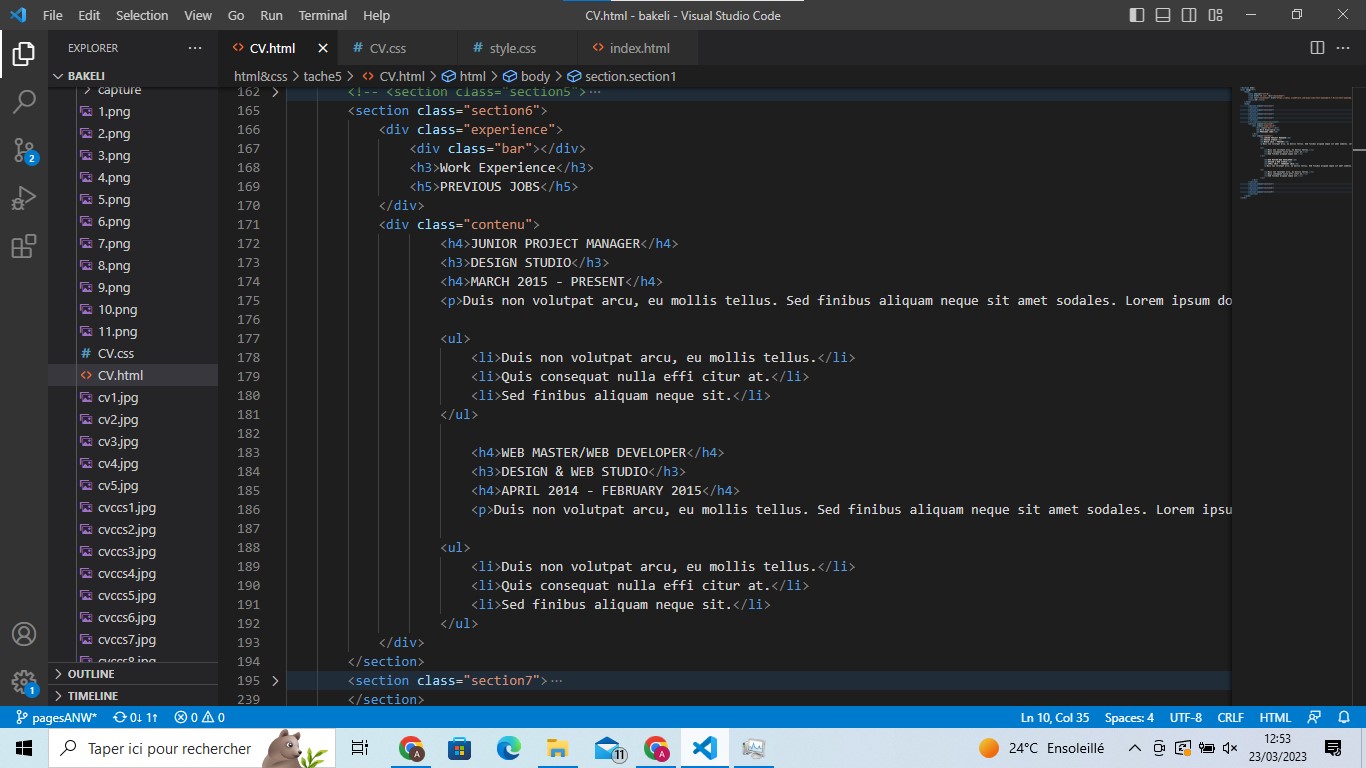 File Edit Selection View Go Run Terminal Help
CV.html - bakeli - Visual Studio Code
EXPLORER
CV.html
CV.css
style.css
index.html
BAKELI
html&css > tache5 > CV.html > html > body > section.section1
capture
1.png
2.png
3.png
4.png
5.png
6.png
7.png
8.png
9.png
10.png
11.png
CV.css
CV.html
cv1.jpg
cv2.jpg
cv3.jpg
cv4.jpg
cv5.jpg
cvccs1.jpg
cvccs2.jpg
cvccs3.jpg
cvccs4.jpg
cvccs5.jpg
cvccs6.jpg
cvccs7.jpg
cvccs8.jpg
OUTLINE
TIMELINE
2
1
162 <!-- <section class="section5">···
165 <section class="section6">
166 <div class="experience">
167 <div class="bar"></div>
168 <h3>Work Experience</h3>
169 <h5>PREVIOUS JOBS</h5>
170 </div>
171 <div class="contenu">
172 <h4>JUNIOR PROJECT MANAGER</h4>
173 <h3>DESIGN STUDIO</h3>
174 <h4>MARCH 2015 - PRESENT</h4>
175 <p>Duis non volutpat arcu, eu mollis tellus. Sed finibus aliquam neque sit amet sodales. Lorem ipsum do
176
177 <ul>
178 <li>Duis non volutpat arcu, eu mollis tellus.</li>
179 <li>Quis consequat nulla effi citur at.</li>
180 <li>Sed finibus aliquam neque sit.</li>
181 </ul>
182
183 <h4>WEB MASTER/WEB DEVELOPER</h4>
184 <h3>DESIGN & WEB STUDIO</h3>
185 <h4>APRIL 2014 - FEBRUARY 2015</h4>
186 <p>Duis non volutpat arcu, eu mollis tellus. Sed finibus aliquam neque sit amet sodales. Lorem ipsu
187
188 <ul>
189 <li>Duis non volutpat arcu, eu mollis tellus.</li>
190 <li>Quis consequat nulla effi citur at.</li>
191 <li>Sed finibus aliquam neque sit.</li>
192 </ul>
193 </div>
194 </section>
195 <section class="section7">···
239 </section>
pagesANW* 0↓ 1↑ 0 0
Ln 10, Col 35 Spaces: 4 UTF-8 CRLF HTML
Taper ici pour rechercher
A
11
A
24°C Ensoleillé
12:53
23/03/2023